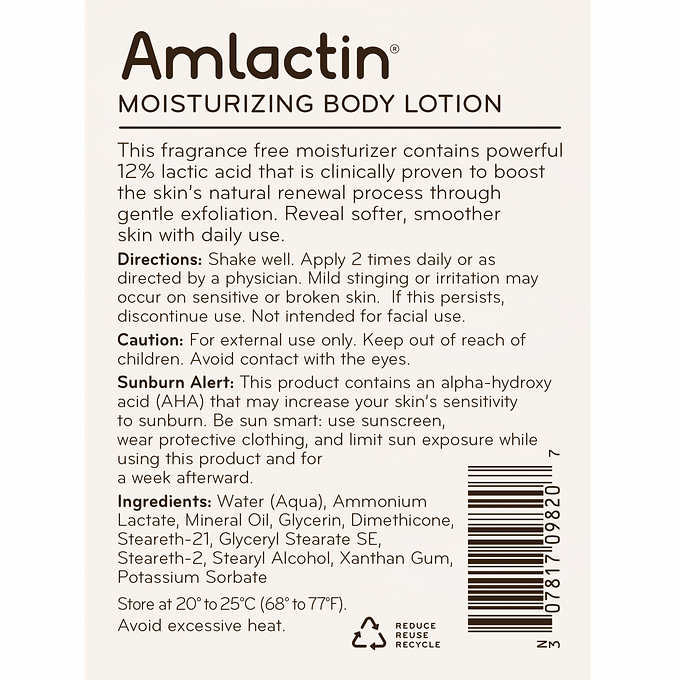 Amlactin®
MOISTURIZING BODY LOTION
This fragrance free moisturizer contains powerful
12% lactic acid that is clinically proven to boost
the skin's natural renewal process through
gentle exfoliation. Reveal softer, smoother
skin with daily use.
Directions: Shake well. Apply 2 times daily or as
directed by a physician. Mild stinging or irritation may
occur on sensitive or broken skin.  If this persists,
discontinue use. Not intended for facial use.
Caution: For external use only. Keep out of reach of
children. Avoid contact with the eyes.
Sunburn Alert: This product contains an alpha-hydroxy
acid (AHA) that may increase your skin's sensitivity
to sunburn. Be sun smart: use sunscreen,
wear protective clothing, and limit sun exposure while
using this product and for
a week afterward.
Ingredients: Water (Aqua), Ammonium
Lactate, Mineral Oil, Glycerin, Dimethicone,
Steareth-21, Glyceryl Stearate SE,
Steareth-2, Stearyl Alcohol, Xanthan Gum,
Potassium Sorbate
Store at 20° to 25°C (68° to 77°F).
Avoid excessive heat.
REDUCE
REUSE
RECYCLE
N
3 07817 09820 7